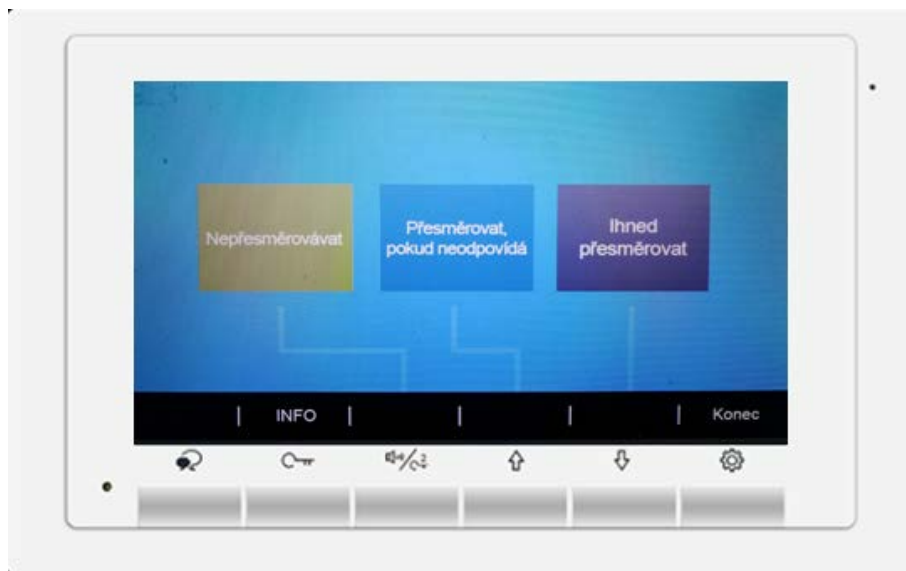 Nepřesměrovávat
Přesměrovat,
pokud neodpovídá
Ihned
přesměrovat
INFO
Konec